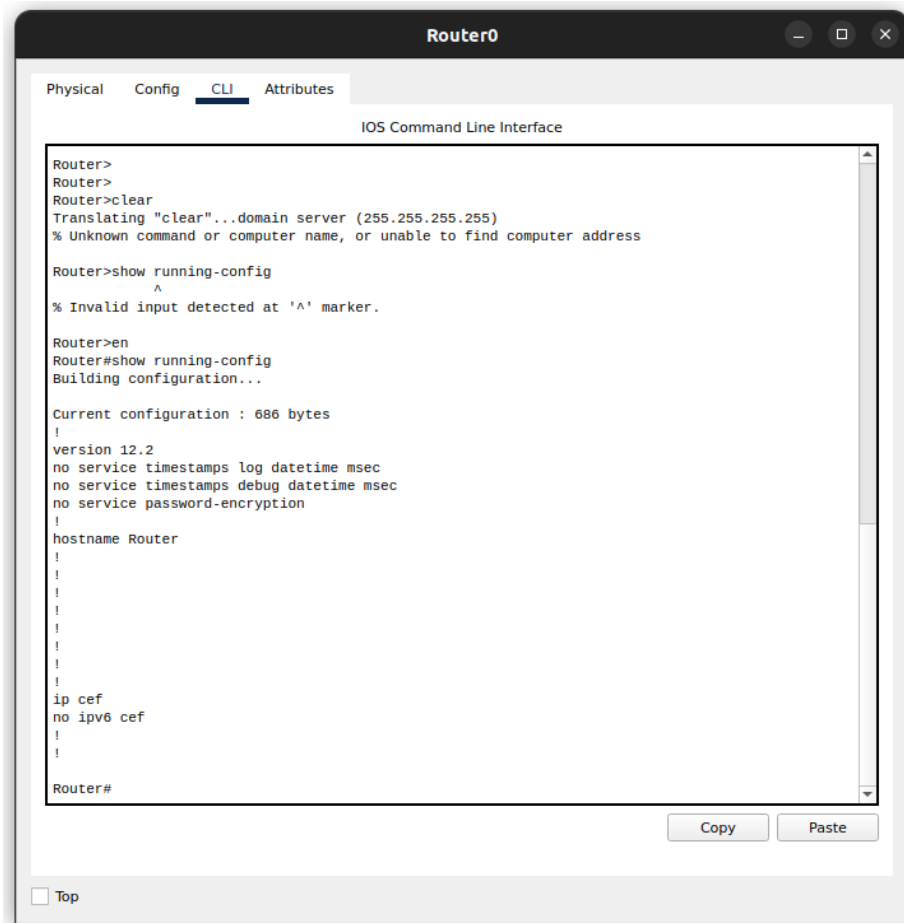 Router0
Physical Config CLI Attributes
IOS Command Line Interface
Router>
Router>
Router>clear
Translating "clear"...domain server (255.255.255.255)
% Unknown command or computer name, or unable to find computer address
Router>show running-config
^
% Invalid input detected at '^' marker.
Router>en
Router#show running-config
Building configuration...
Current configuration : 686 bytes
!
version 12.2
no service timestamps log datetime msec
no service timestamps debug datetime msec
no service password-encryption
!
hostname Router
!
!
!
!
!
!
!
!
ip cef
no ipv6 cef
!
!
Router#
Copy Paste
Top